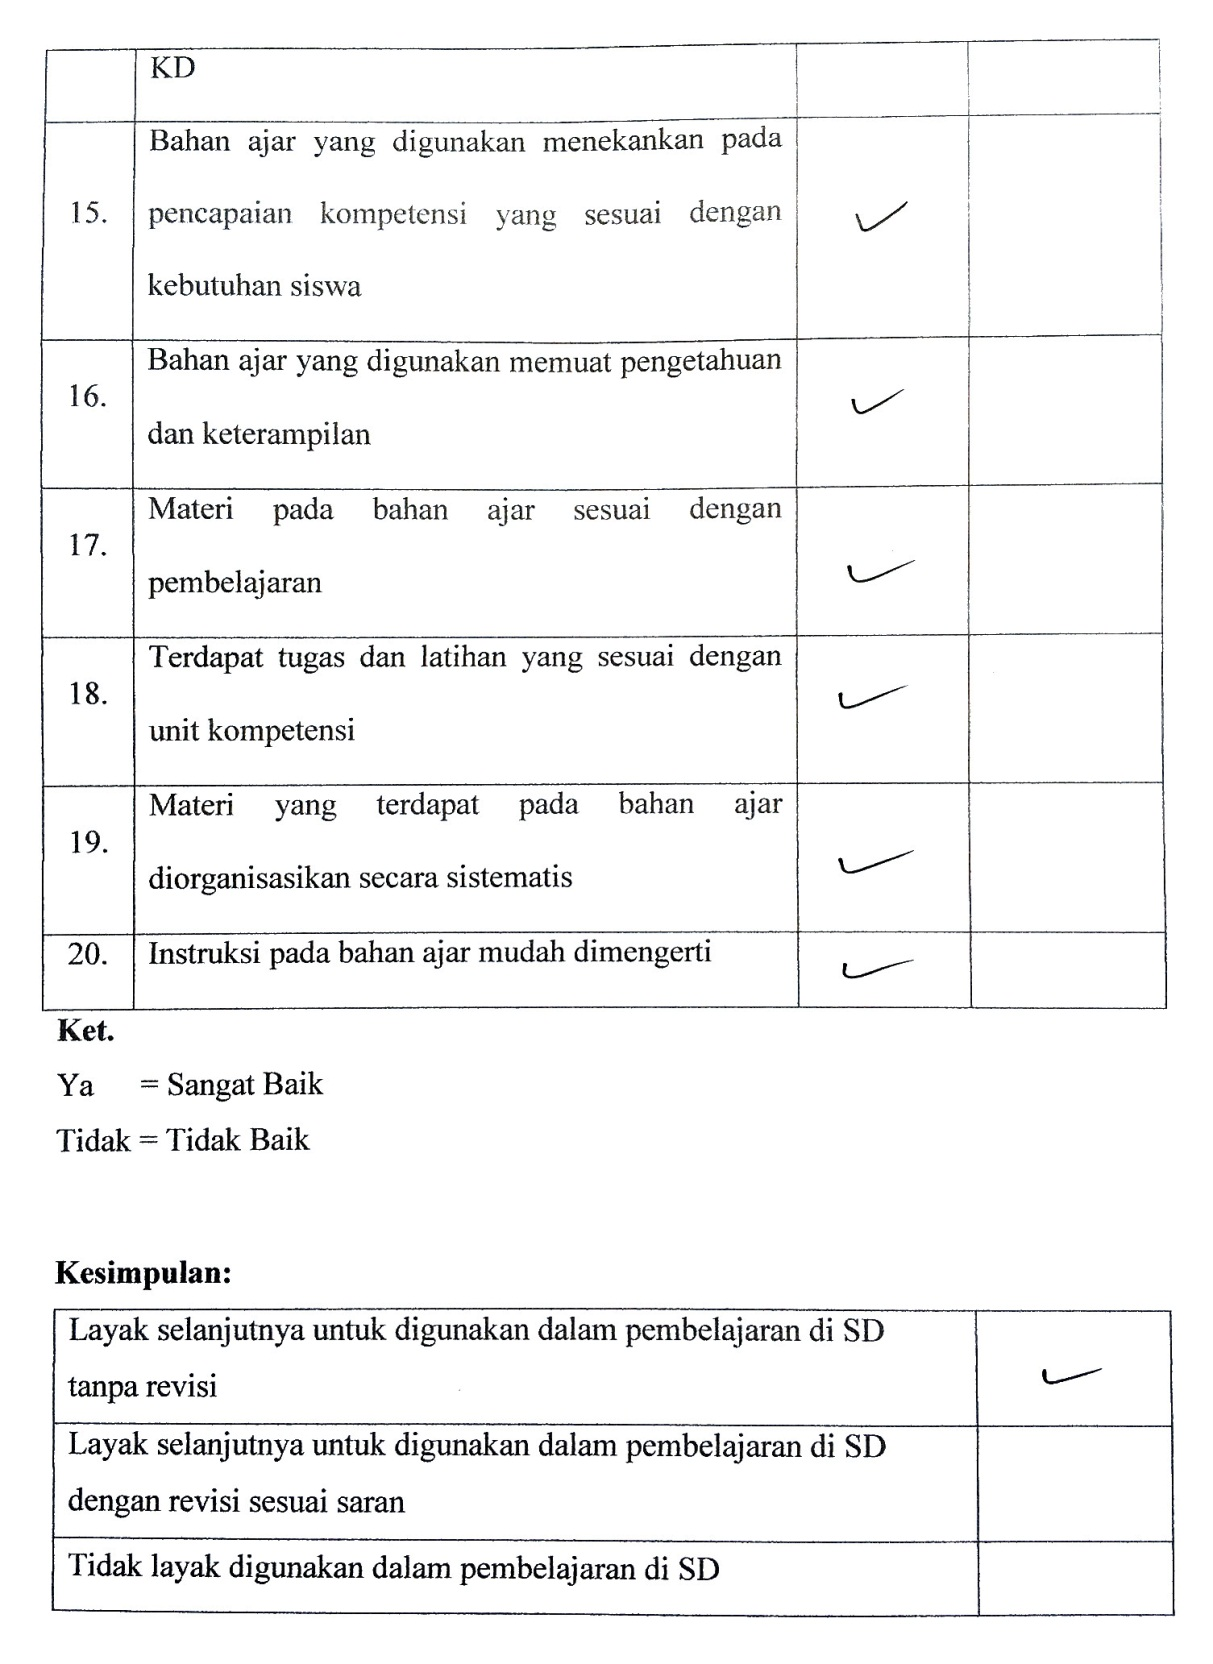 KD
Bahan ajar yang digunakan menekankan pada
15. pencapaian kompetensi yang sesuai dengan ✓
kebutuhan siswa
Bahan ajar yang digunakan memuat pengetahuan
16. ✓
dan keterampilan
Materi pada bahan ajar sesuai dengan
17. ✓
pembelajaran
Terdapat tugas dan latihan yang sesuai dengan
18. ✓
unit kompetensi
Materi yang terdapat pada bahan ajar
19. ✓
diorganisasikan secara sistematis
20. Instruksi pada bahan ajar mudah dimengerti ✓
Ket.
Ya = Sangat Baik
Tidak = Tidak Baik
Kesimpulan:
Layak selanjutnya untuk digunakan dalam pembelajaran di SD
tanpa revisi ✓
Layak selanjutnya untuk digunakan dalam pembelajaran di SD
dengan revisi sesuai saran
Tidak layak digunakan dalam pembelajaran di SD